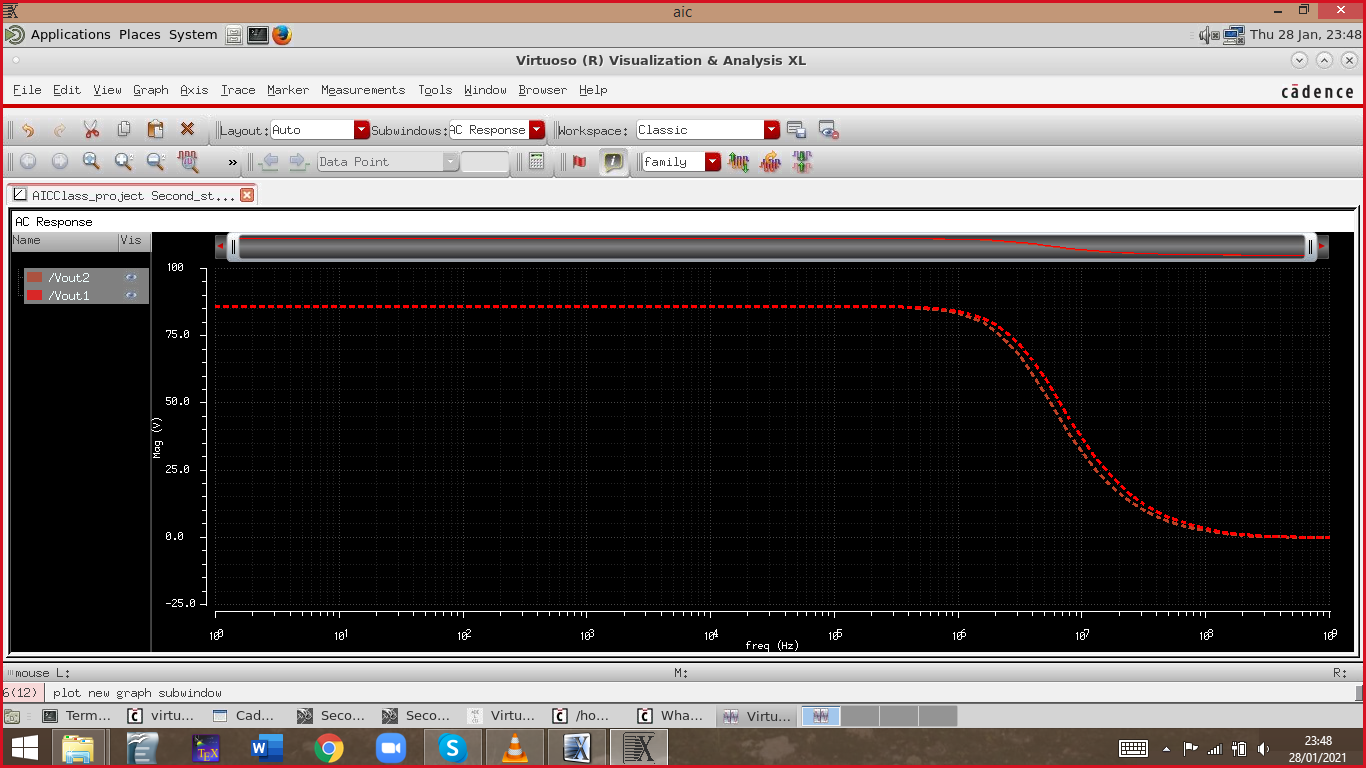 aic
Applications Places System Thu 28 Jan, 23:48
Virtuoso (R) Visualization & Analysis XL
File Edit View Graph Axis Trace Marker Measurements Tools Window Browser Help cādence
Layout: Auto Subwindows: AC Response Workspace: Classic
» Data Point family
AICClass_project Second_st...
AC Response
Name Vis
/Vout2
/Vout1
100
75.0
50.0
25.0
0.0
-25.0
Mag (V)
10^0 10^1 10^2 10^3 10^4 10^5 10^6 10^7 10^8 10^9
freq (Hz)
mouse L: M: R:
6(12) plot new graph subwindow
Term... virtu... Cad... Seco... Seco... Virtu... /ho... Wha... Virtu...
23:48
28/01/2021